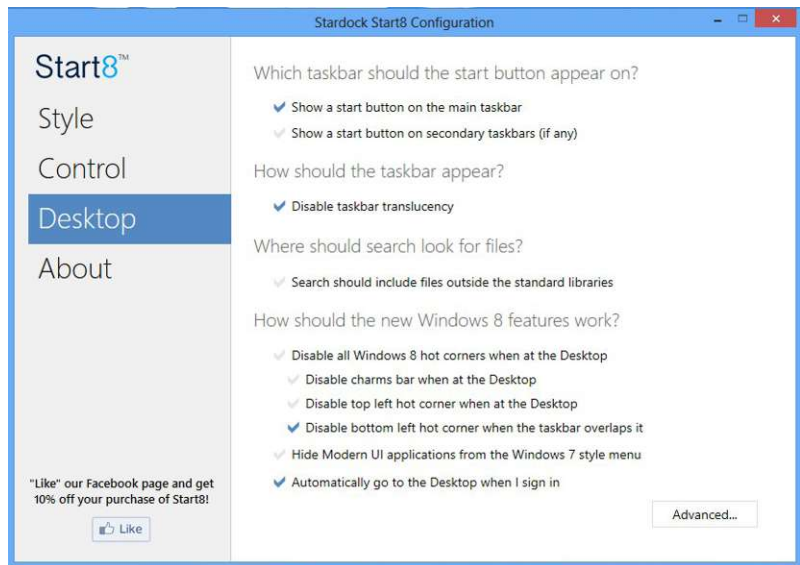 Stardock Start8 Configuration
Start8™
Style
Control
Desktop
About
"Like" our Facebook page and get
10% off your purchase of Start8!
Like
Which taskbar should the start button appear on?
Show a start button on the main taskbar
Show a start button on secondary taskbars (if any)
How should the taskbar appear?
Disable taskbar translucency
Where should search look for files?
Search should include files outside the standard libraries
How should the new Windows 8 features work?
Disable all Windows 8 hot corners when at the Desktop
Disable charms bar when at the Desktop
Disable top left hot corner when at the Desktop
Disable bottom left hot corner when the taskbar overlaps it
Hide Modern UI applications from the Windows 7 style menu
Automatically go to the Desktop when I sign in
Advanced...